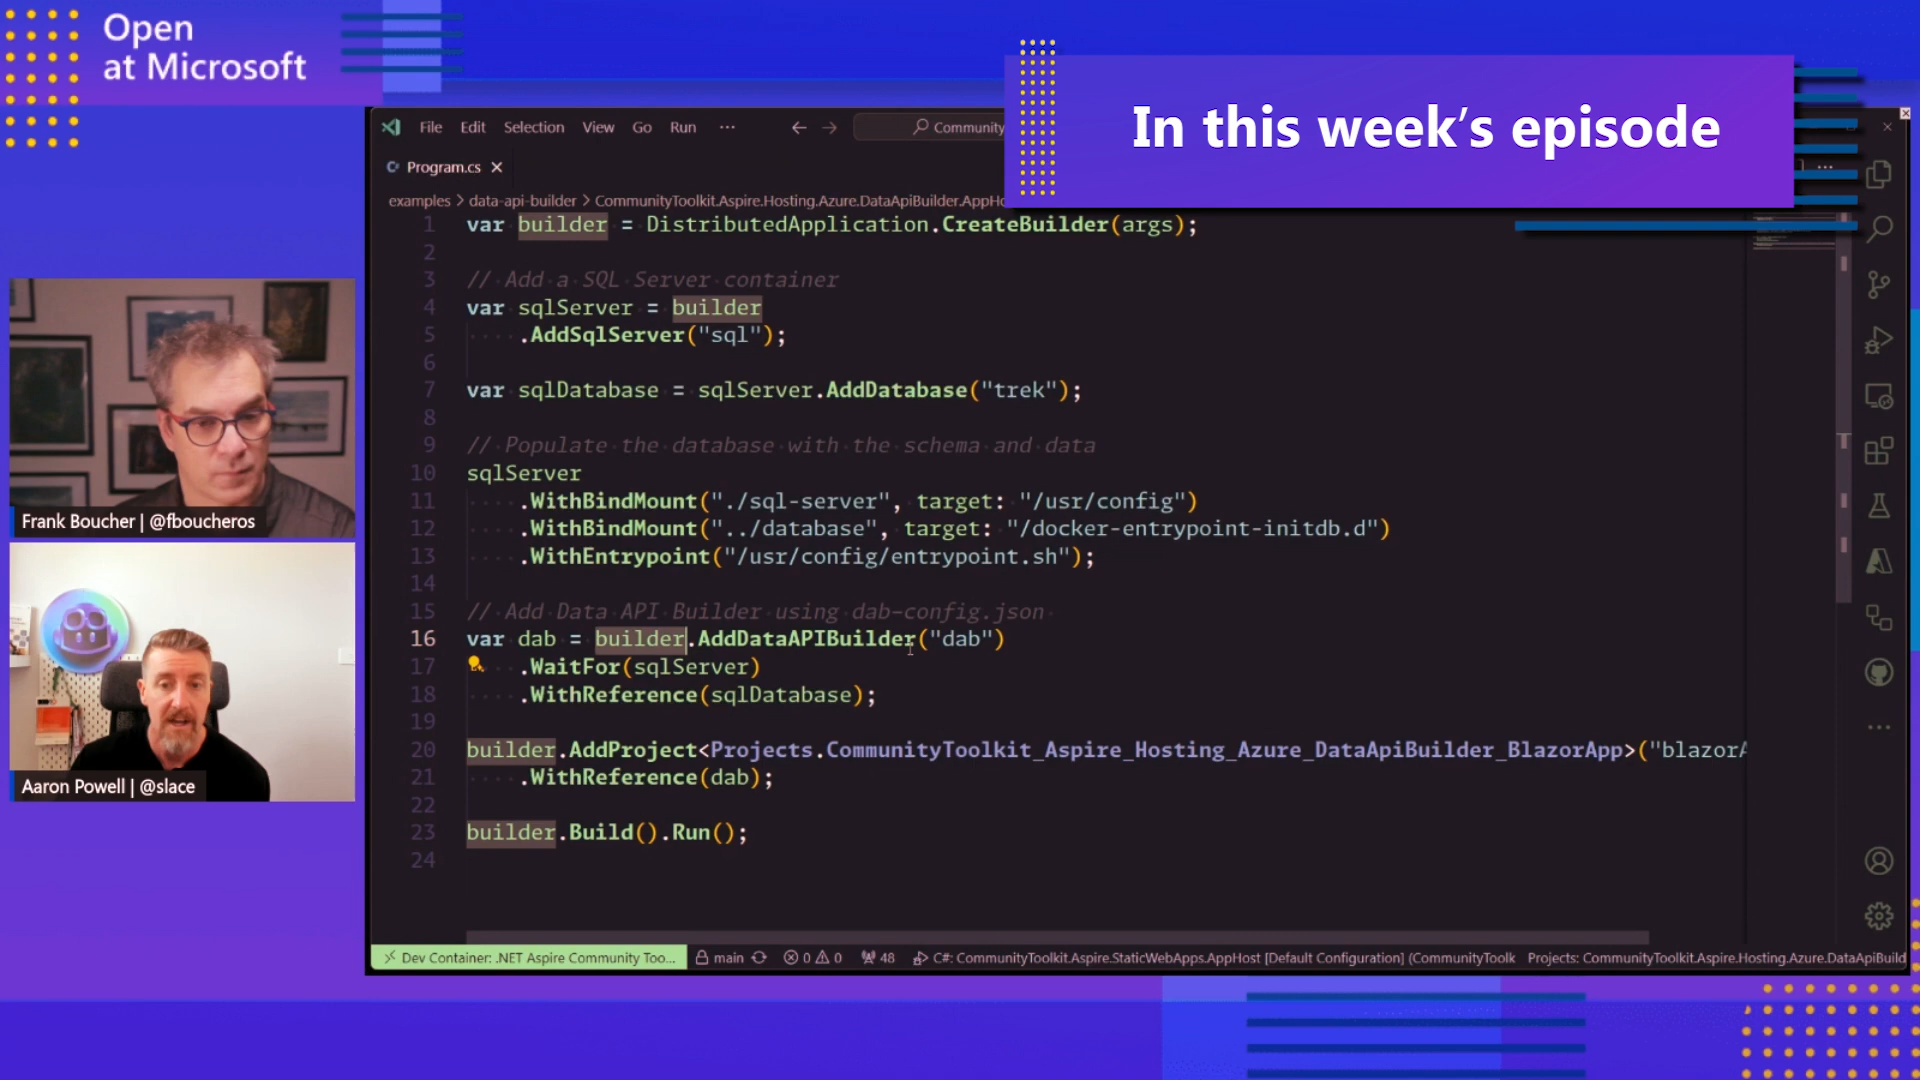 Open
at Microsoft
In this week's episode
File Edit Selection View Go Run ··· Community
Program.cs
examples > data-api-builder > CommunityToolkit.Aspire.Hosting.Azure.DataApiBuilder.AppHo
1 var builder = DistributedApplication.CreateBuilder(args);
2
3 // Add a SQL Server container
4 var sqlServer = builder
5 .AddSqlServer("sql");
6
7 var sqlDatabase = sqlServer.AddDatabase("trek");
8
9 // Populate the database with the schema and data
10 sqlServer
11 .WithBindMount("./sql-server", target: "/usr/config")
12 .WithBindMount("../database", target: "/docker-entrypoint-initdb.d")
13 .WithEntrypoint("/usr/config/entrypoint.sh");
14
15 // Add Data API Builder using dab-config.json
16 var dab = builder.AddDataAPIBuilder("dab")
17 .WaitFor(sqlServer)
18 .WithReference(sqlDatabase);
19
20 builder.AddProject<Projects.CommunityToolkit_Aspire_Hosting_Azure_DataApiBuilder_BlazorApp>("blazorA
21 .WithReference(dab);
22
23 builder.Build().Run();
24
Frank Boucher | @fboucheros
Aaron Powell | @slace
Dev Container: .NET Aspire Community Too... main 0 0 48 C#: CommunityToolkit.Aspire.StaticWebApps.AppHost [Default Configuration] (CommunityToolk Projects: CommunityToolkit.Aspire.Hosting.Azure.DataApiBuild